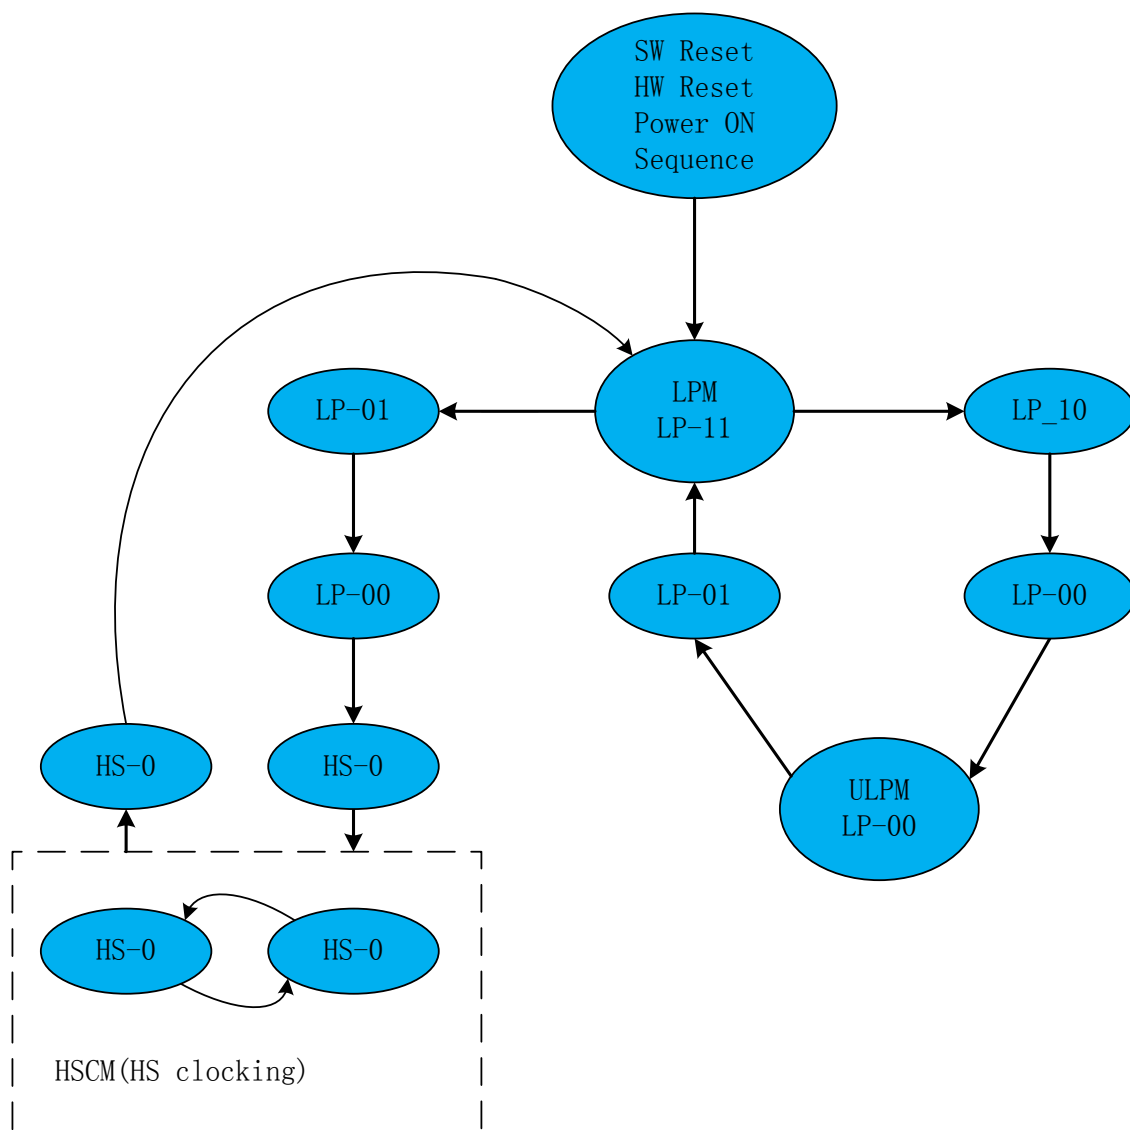 SW Reset
HW Reset
Power ON
Sequence
LP-01
LPM
LP-11
LP_10
LP-00
LP-01
LP-00
HS-0
HS-0
ULPM
LP-00
HS-0
HS-0
HSCM(HS clocking)